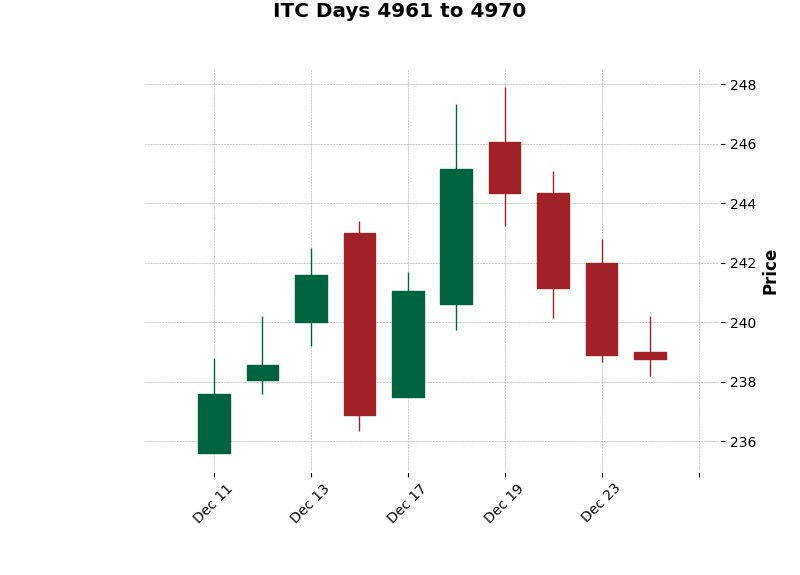 ITC Days 4961 to 4970
248
246
244
242
240
238
236
Price
Dec 11
Dec 13
Dec 17
Dec 19
Dec 23